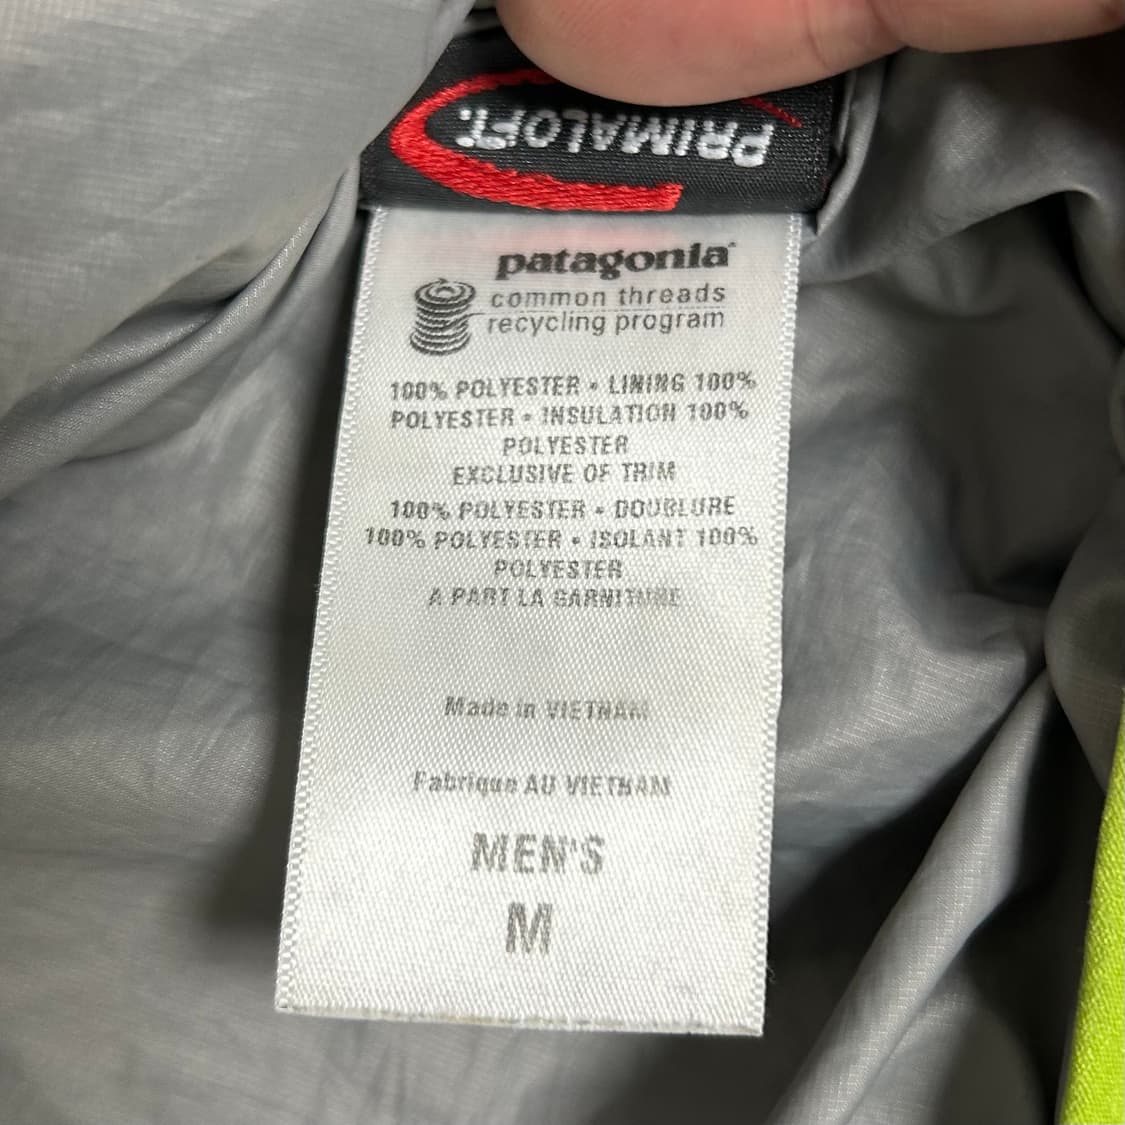 PRIMALOFT.
patagonia
common threads
recycling program
100% POLYESTER • LINING 100%
POLYESTER • INSULATION 100%
POLYESTER
EXCLUSIVE OF TRIM
100% POLYESTER • DOUBLURE
100% POLYESTER • ISOLANT 100%
POLYESTER
A PART LA GARNITURE
Made in VIETNAM
Fabriqué AU VIETNAM
MEN'S
M